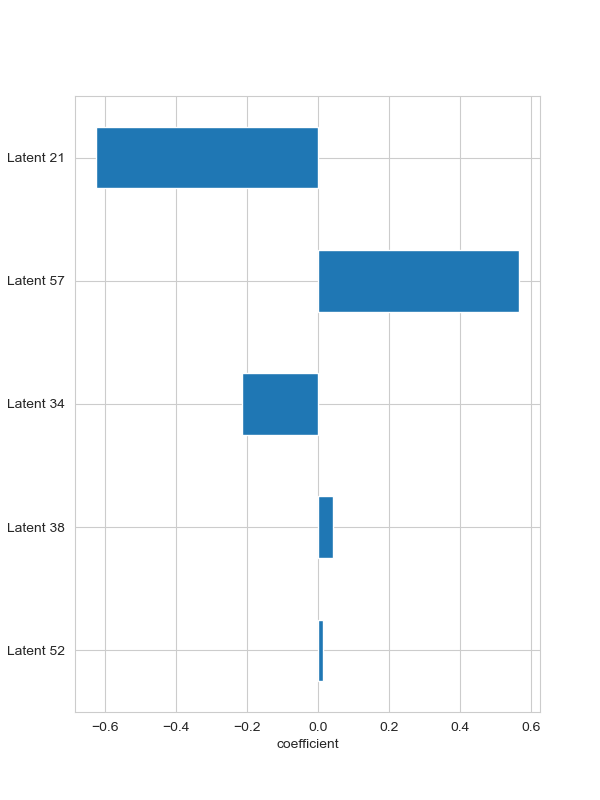 Latent 21
Latent 57
Latent 34
Latent 38
Latent 52
−0.6 −0.4 −0.2 0.0 0.2 0.4 0.6
coefficient